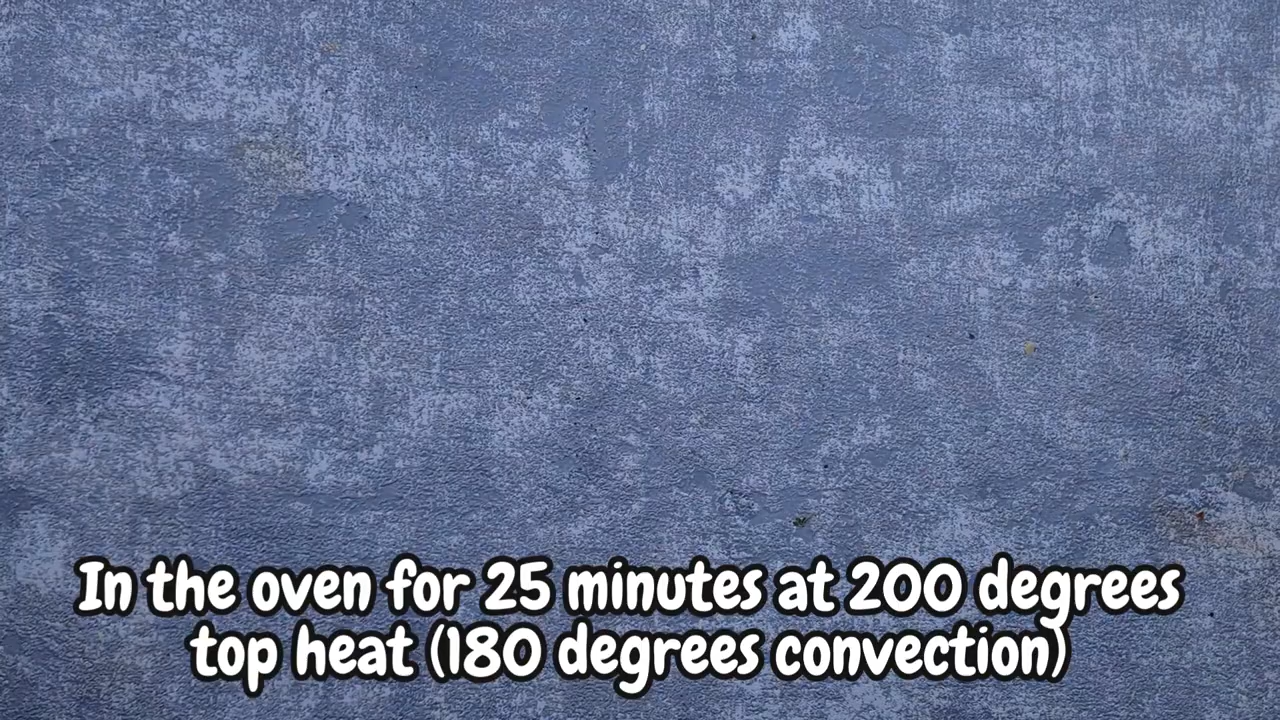 In the oven for 25 minutes at 200 degrees
top heat (180 degrees convection)